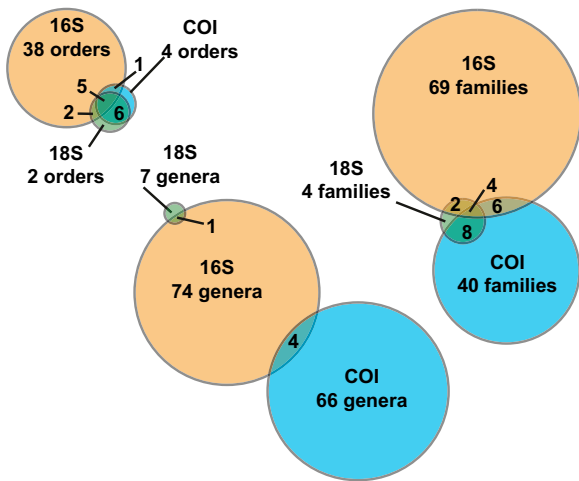 16S
38 orders
1
COI
4 orders
5
2
6
18S
2 orders
18S
7 genera
1
16S
74 genera
4
COI
66 genera
16S
69 families
18S
4 families
2
4
6
8
COI
40 families